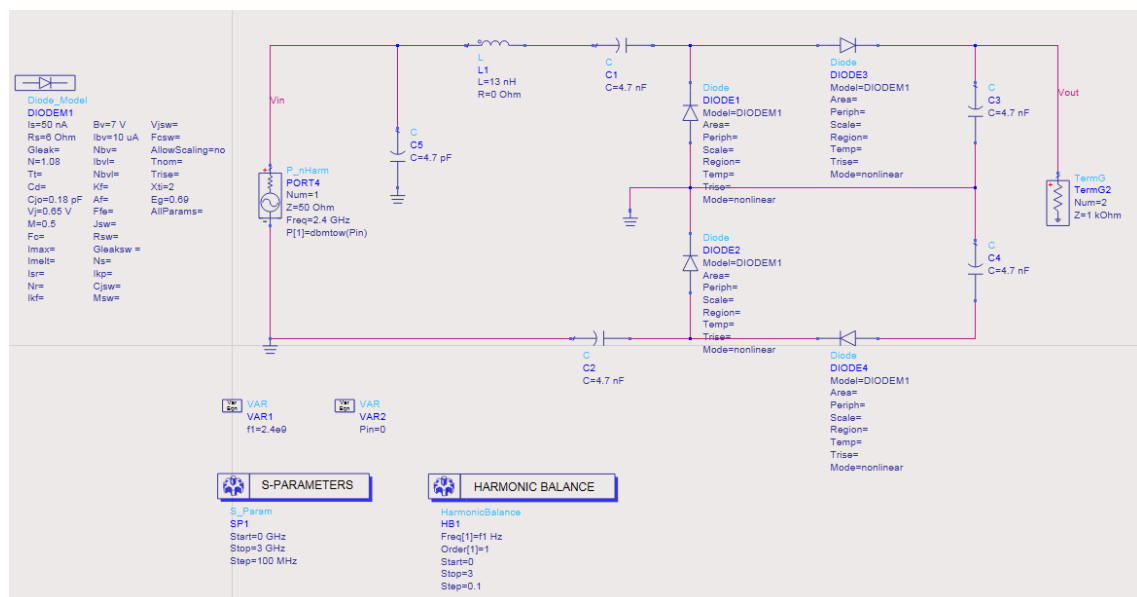 Diode_Model
DIODEM1
Is=50 nA
Rs=6 Ohm
Gleak=
N=1.08
Tt=
Cd=
Cjo=0.18 pF
Vj=0.65 V
M=0.5
Fc=
Imax=
Imelt=
Isr=
Nr=
Ikf=
Bv=7 V
Ibv=10 uA
Nbv=
Ibvl=
Nbvl=
Kf=
Af=
Ffe=
Jsw=
Rsw=
Gleaksw =
Ns=
Ikp=
Cjsw=
Msw=
Vjsw=
Fcsw=
AllowScaling=no
Tnom=
Trise=
Xti=2
Eg=0.69
AllParams=
Vin
P_nHarm
PORT4
Num=1
Z=50 Ohm
Freq=2.4 GHz
P[1]=dbmtow(Pin)
C
C5
C=4.7 pF
L
L1
L=13 nH
R=0 Ohm
C
C1
C=4.7 nF
Diode
DIODE1
Model=DIODEM1
Area=
Periph=
Scale=
Region=
Temp=
Trise=
Mode=nonlinear
Diode
DIODE3
Model=DIODEM1
Area=
Periph=
Scale=
Region=
Temp=
Trise=
Mode=nonlinear
C
C3
C=4.7 nF
Vout
TermG
TermG2
Num=2
Z=1 kOhm
Diode
DIODE2
Model=DIODEM1
Area=
Periph=
Scale=
Region=
Temp=
Trise=
Mode=nonlinear
C
C4
C=4.7 nF
C
C2
C=4.7 nF
Diode
DIODE4
Model=DIODEM1
Area=
Periph=
Scale=
Region=
Temp=
Trise=
Mode=nonlinear
Var
Eqn
VAR
VAR1
f1=2.4e9
Var
Eqn
VAR
VAR2
Pin=0
S-PARAMETERS
S_Param
SP1
Start=0 GHz
Stop=3 GHz
Step=100 MHz
HARMONIC BALANCE
HarmonicBalance
HB1
Freq[1]=f1 Hz
Order[1]=1
Start=0
Stop=3
Step=0.1